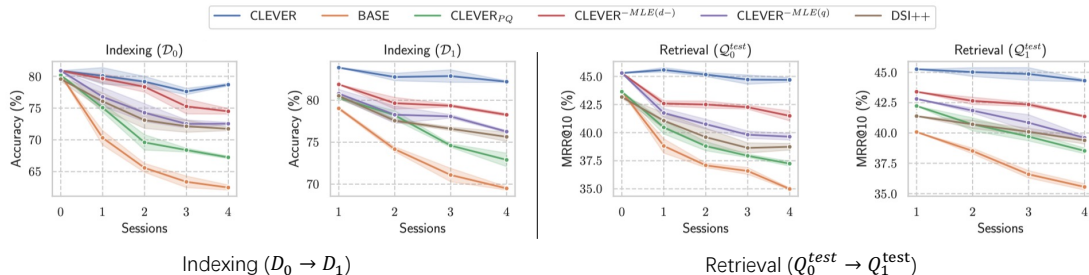 CLEVER BASE CLEVER_PQ CLEVER^-MLE(d-) CLEVER^-MLE(q) DSI++
Indexing (𝒟_0) Indexing (𝒟_1) Retrieval (𝒬_0^test) Retrieval (𝒬_1^test)
Accuracy (%)
80
75
70
65
0 1 2 3 4
Sessions
Accuracy (%)
80
75
70
1 2 3 4
Sessions
MRR@10 (%)
45.0
42.5
40.0
37.5
35.0
0 1 2 3 4
Sessions
MRR@10 (%)
45.0
42.5
40.0
37.5
35.0
1 2 3 4
Sessions
Indexing (D_0 → D_1) Retrieval (Q_0^test → Q_1^test)